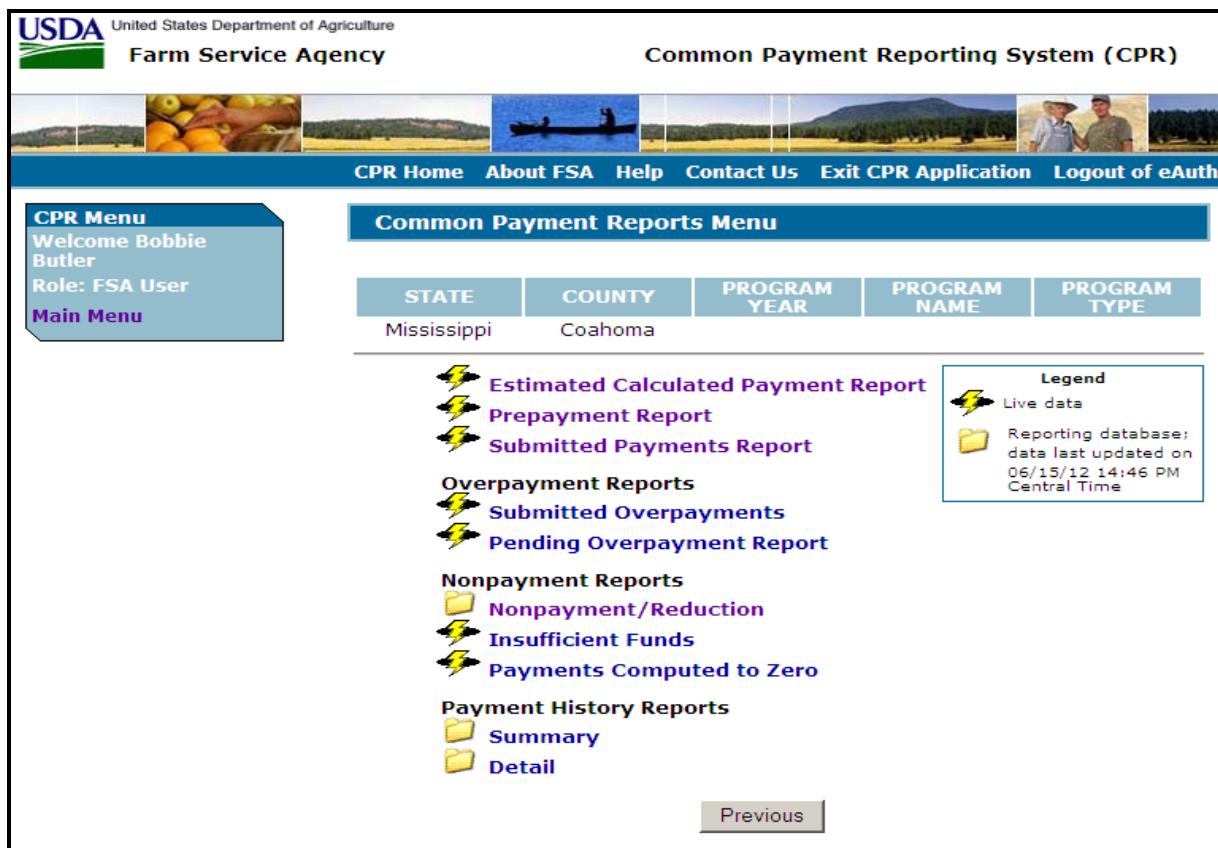 USDA United States Department of Agriculture
Farm Service Agency
Common Payment Reporting System (CPR)
CPR Home About FSA Help Contact Us Exit CPR Application Logout of eAuth
CPR Menu
Welcome Bobbie
Butler
Role: FSA User
Main Menu
Common Payment Reports Menu
STATE COUNTY PROGRAM YEAR PROGRAM NAME PROGRAM TYPE
Mississippi Coahoma
Estimated Calculated Payment Report
Prepayment Report
Submitted Payments Report
Overpayment Reports
Submitted Overpayments
Pending Overpayment Report
Nonpayment Reports
Nonpayment/Reduction
Insufficient Funds
Payments Computed to Zero
Payment History Reports
Summary
Detail
Legend
Live data
Reporting database;
data last updated on
06/15/12 14:46 PM
Central Time
Previous